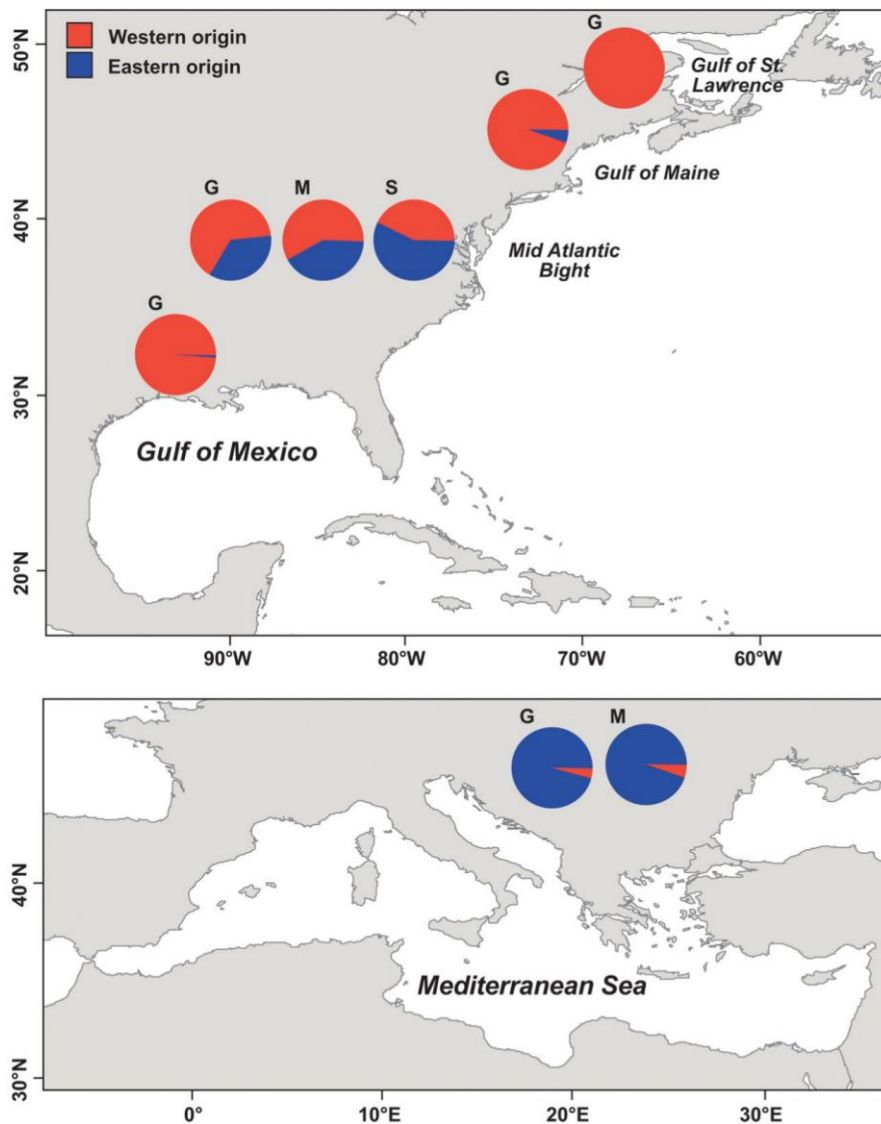 50°N
40°N
30°N
20°N
Western origin
Eastern origin
G
Gulf of St.
Lawrence
G
Gulf of Maine
G M S
Mid Atlantic
Bight
G
Gulf of Mexico
90°W 80°W 70°W 60°W
G M
40°N
30°N
Mediterranean Sea
0° 10°E 20°E 30°E